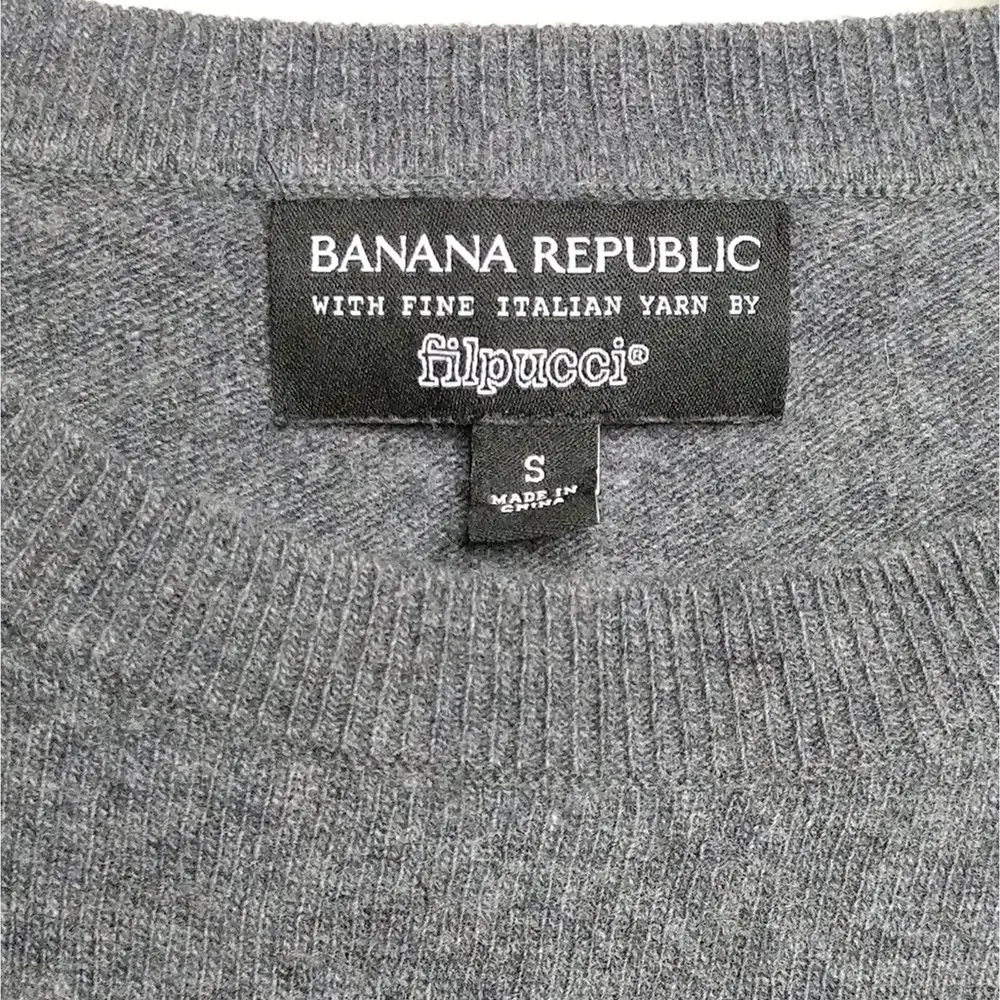 BANANA REPUBLIC
WITH FINE ITALIAN YARN BY
filpucci®
S
MADE IN
CHINA